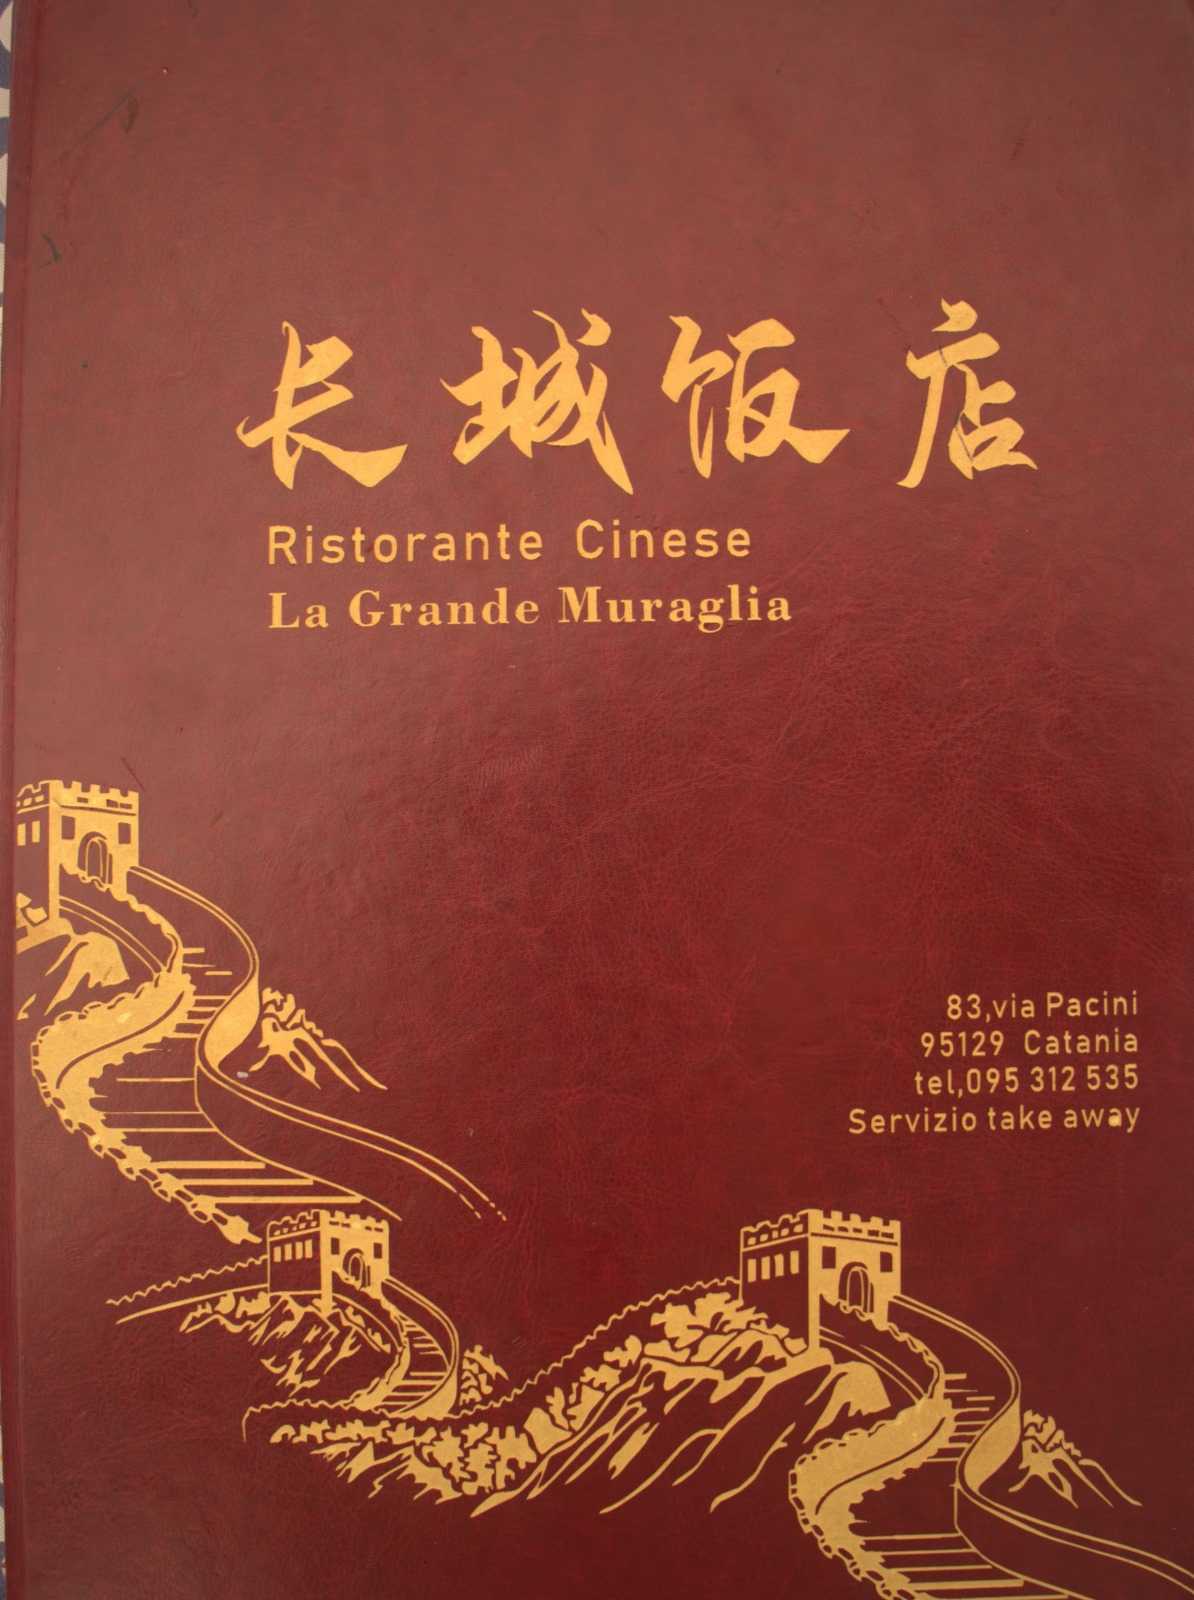 长城饭店
Ristorante Cinese
La Grande Muraglia
83,via Pacini
95129 Catania
tel,095 312 535
Servizio take away